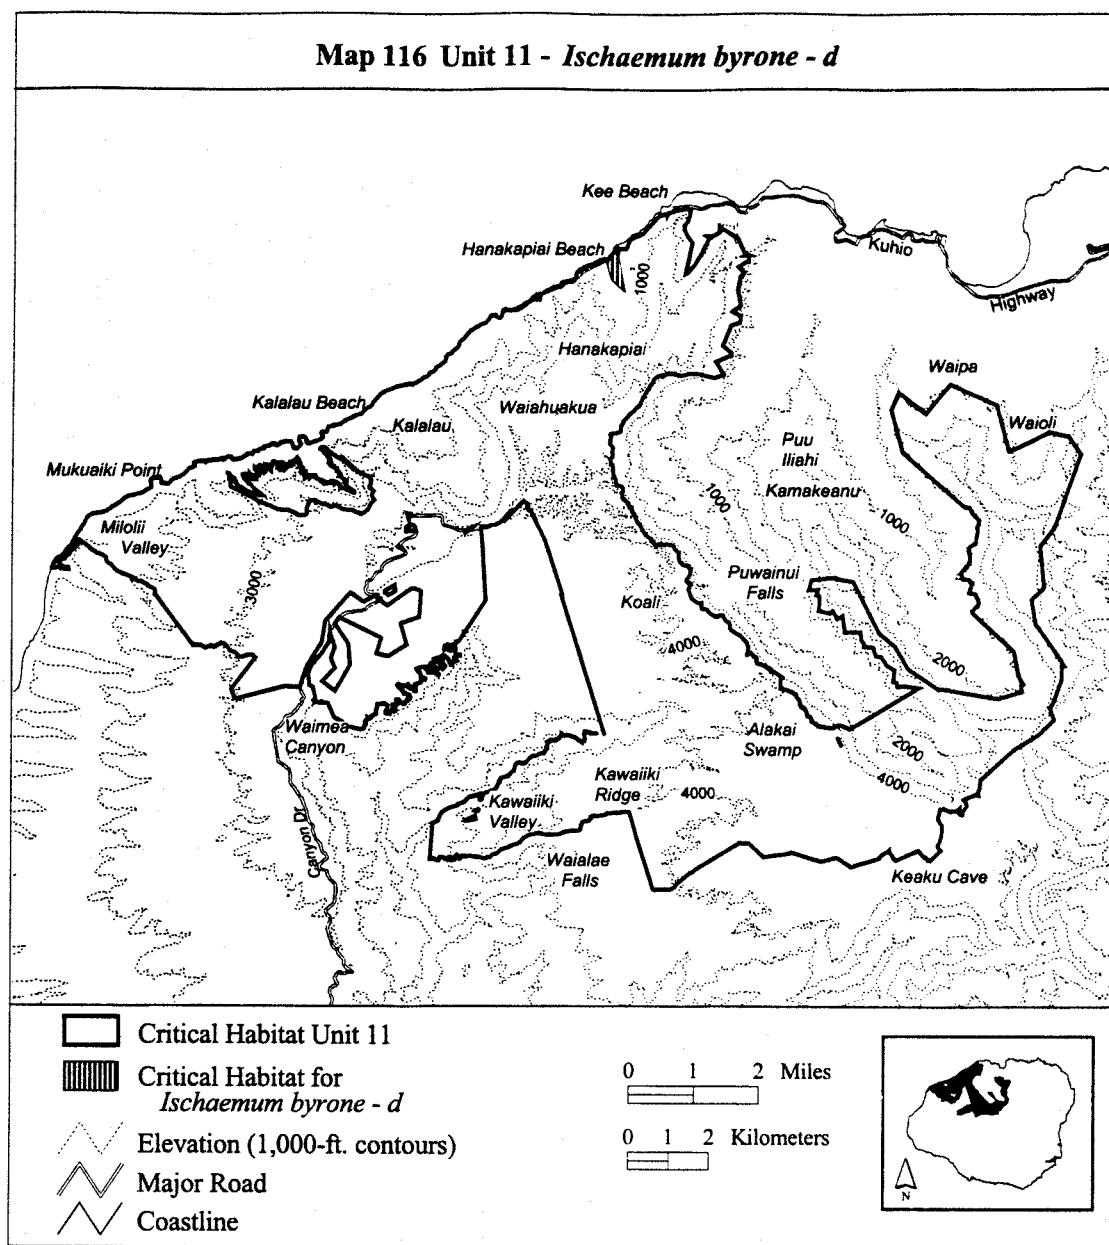 Map 116 Unit 11 - Ischaemum byrone - d
Kee Beach
Hanakapiai Beach
Kuhio
Highway
1000
Hanakapiai
Waipa
Kalalau Beach
Waiahuakua
Kalalau
Waioli
Puu
Iliahi
Mukuaiki Point
Kamakeanu
1000
1000
Milolii
Valley
Puwainui
Falls
3000
Koali
4000
2000
Waimea
Canyon
Alakai
Swamp
2000
4000
Kawaiiki
Ridge
4000
Kawaiiki
Valley
Canyon Dr
Waialae
Falls
Keaku Cave
Critical Habitat Unit 11
Critical Habitat for
Ischaemum byrone - d
Elevation (1,000-ft. contours)
Major Road
Coastline
0 1 2 Miles
0 1 2 Kilometers
N